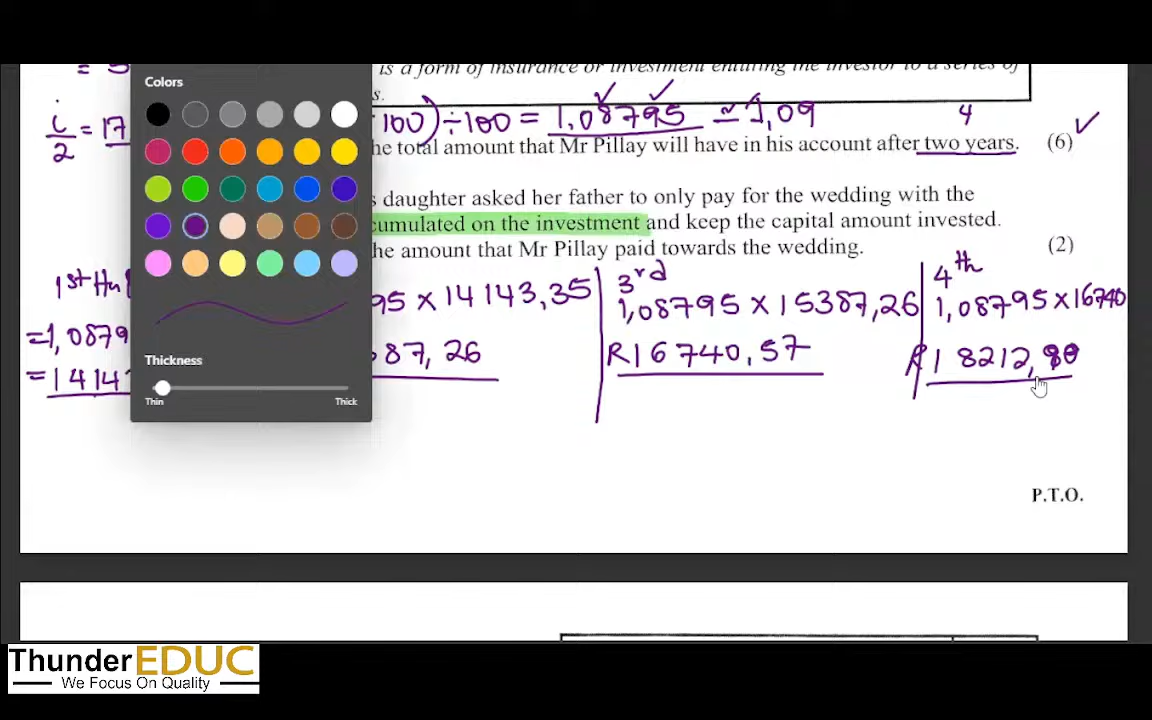 Colors
is a form of insurance or investment entitling the investor to a series of
s.
i/2 = 17
100) ÷ 100 = 1,08795 ≃ 1,09
4
he total amount that Mr Pillay will have in his account after two years. (6)
s daughter asked her father to only pay for the wedding with the
cumulated on the investment and keep the capital amount invested.
he amount that Mr Pillay paid towards the wedding. (2)
1st
95 × 14 143,35
3rd
1,08795 × 15387,26
4th
1,08795 × 16740
= 1,0879
87, 26
R16 740,57
R18212,
= 1414
Thickness
Thin
Thick
P.T.O.
ThunderEDUC
We Focus On Quality